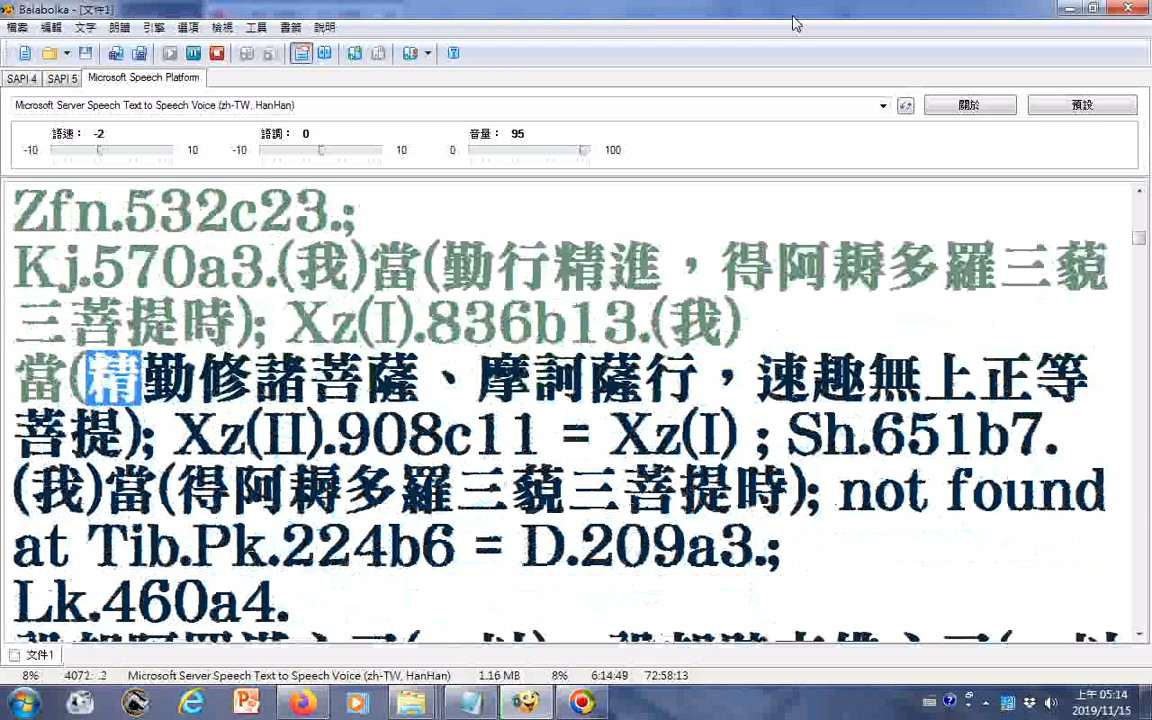 Balabolka - [文件1]
檔案 編輯 文字 朗讀 引擎 選項 檢視 工具 書籤 說明
SAPI 4 SAPI 5 Microsoft Speech Platform
Microsoft Server Speech Text to Speech Voice (zh-TW, HanHan) 關於 預設
語速： -2 語調： 0 音量： 95
-10 10 -10 10 0 100
Zfn.532c23.;
Kj.570a3.(我)當(勤行精進，得阿耨多羅三藐
三菩提時); Xz(I).836b13.(我)
當(精勤修諸菩薩、摩訶薩行，速趣無上正等
菩提); Xz(II).908c11 = Xz(I) ; Sh.651b7.
(我)當(得阿耨多羅三藐三菩提時); not found
at Tib.Pk.224b6 = D.209a3.;
Lk.460a4.
文件1
8% 4072: .2 Microsoft Server Speech Text to Speech Voice (zh-TW, HanHan) 1.16 MB 8% 6:14:49 72:58:13
上午 05:14
2019/11/15